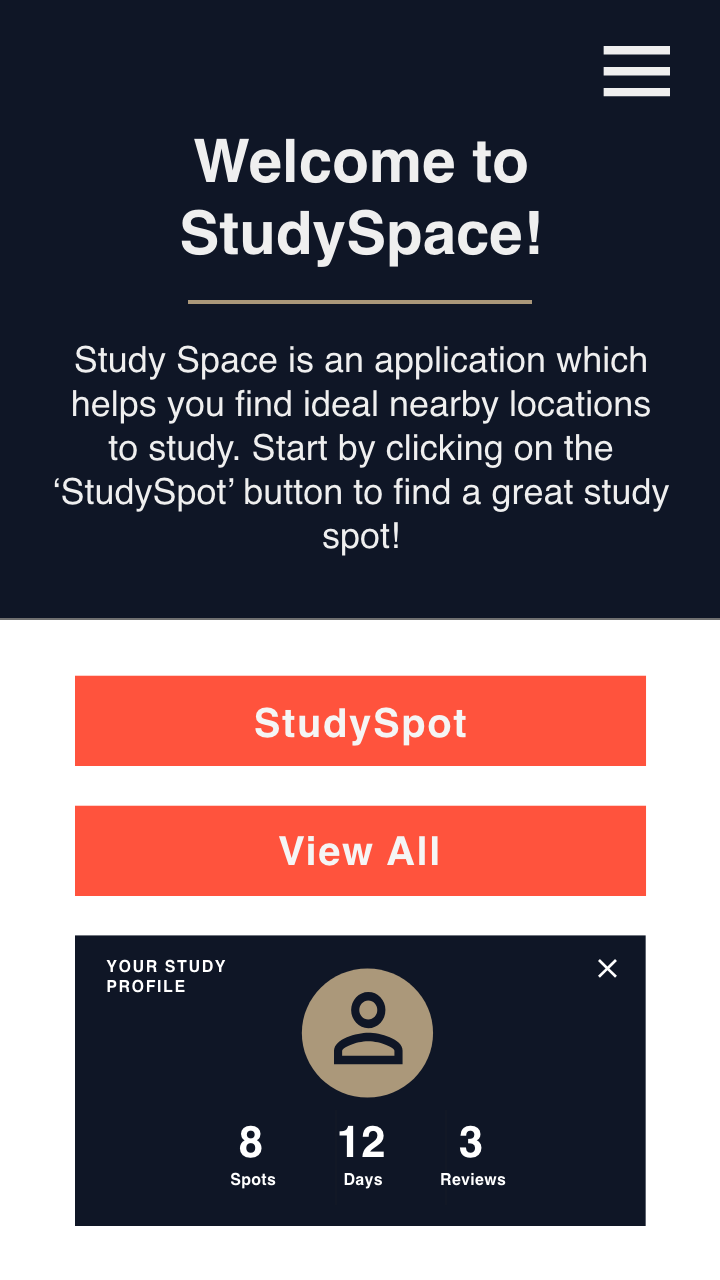 Welcome to
StudySpace!
Study Space is an application which
helps you find ideal nearby locations
to study. Start by clicking on the
‘StudySpot’ button to find a great study
spot!
StudySpot
View All
YOUR STUDY
PROFILE
8 12 3
Spots Days Reviews